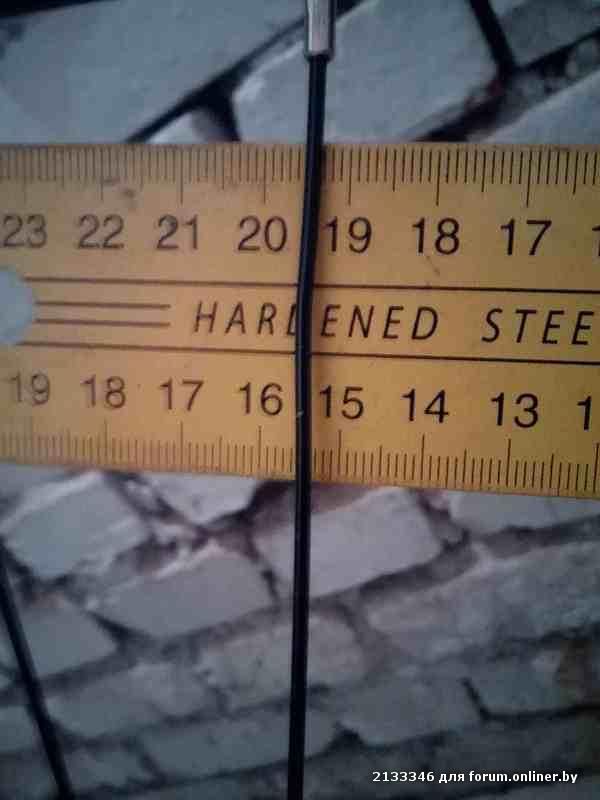 23 22 21 20 19 18 17
HARDENED STEE
19 18 17 16 15 14 13 1
2133346 для forum.onliner.by